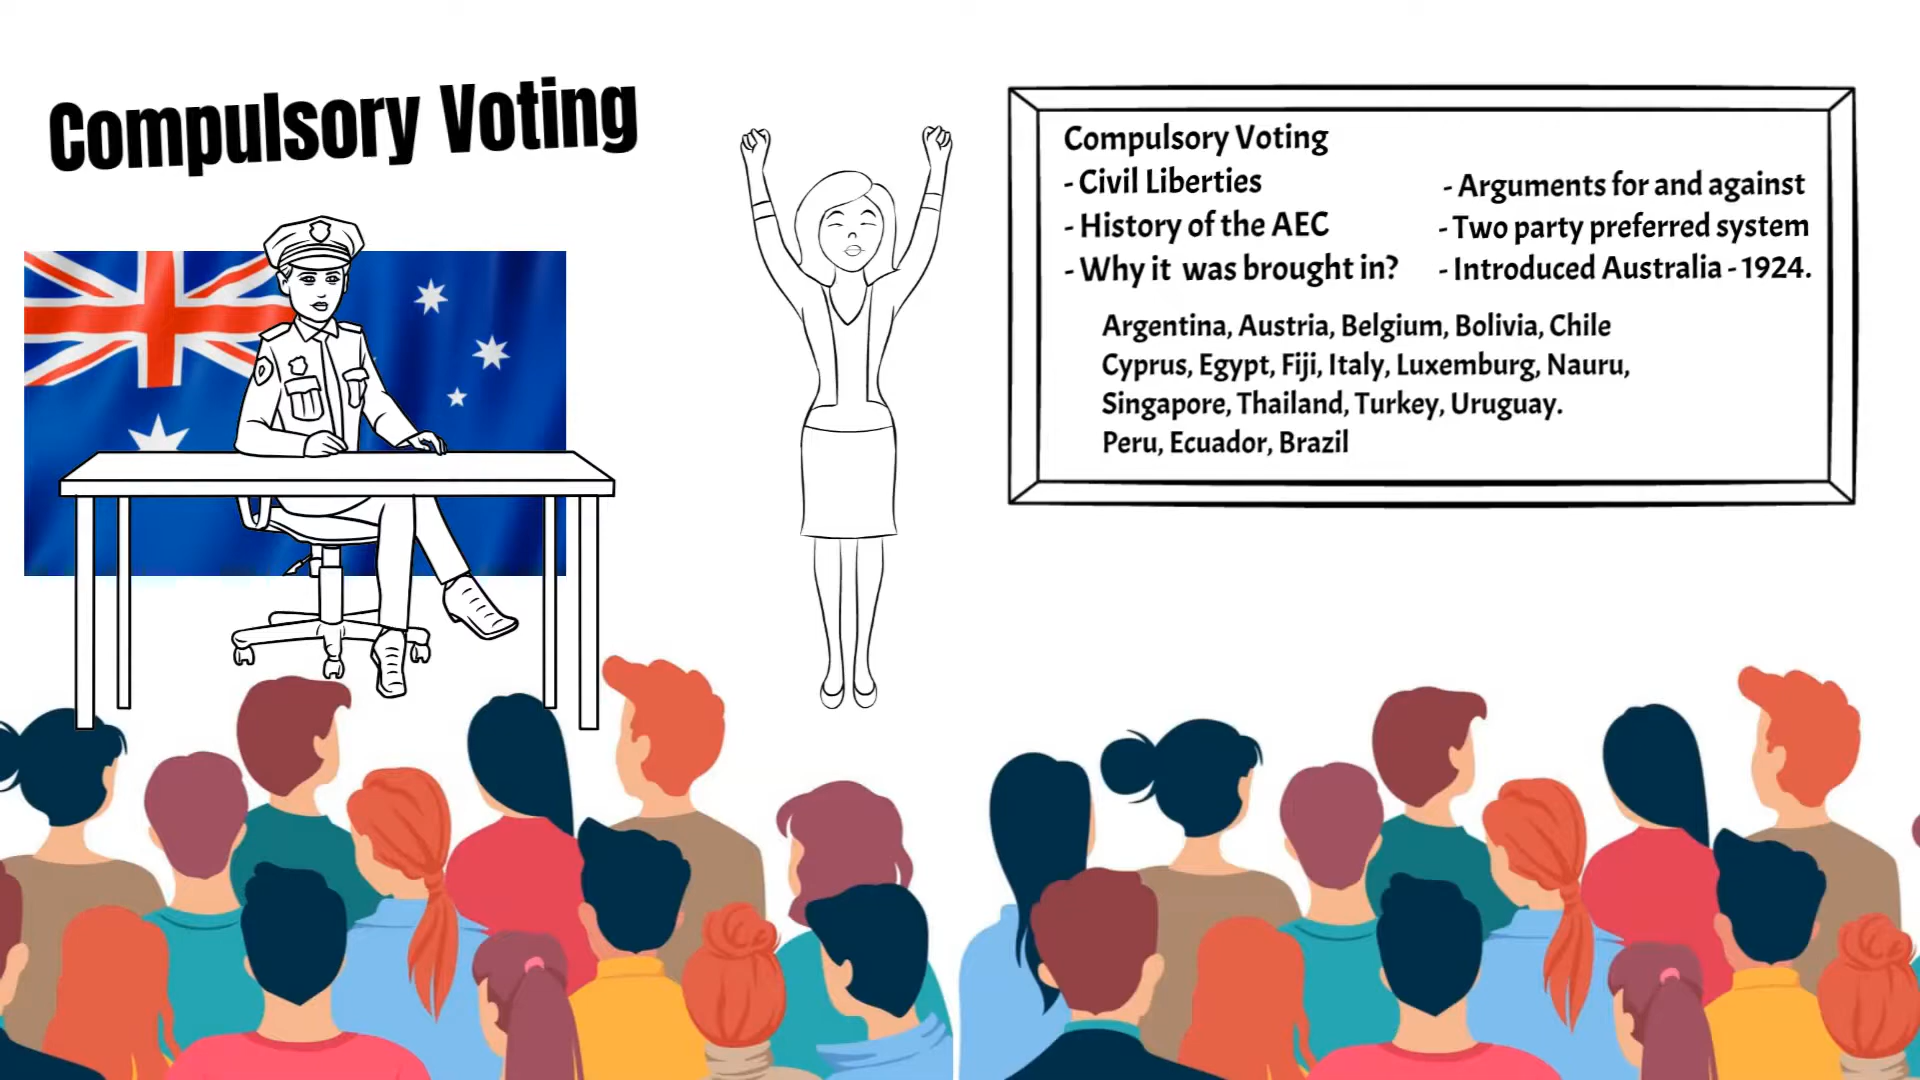 Compulsory Voting
Compulsory Voting
- Civil Liberties
- History of the AEC
- Why it was brought in?
- Arguments for and against
- Two party preferred system
- Introduced Australia - 1924.
Argentina, Austria, Belgium, Bolivia, Chile
Cyprus, Egypt, Fiji, Italy, Luxemburg, Nauru,
Singapore, Thailand, Turkey, Uruguay.
Peru, Ecuador, Brazil